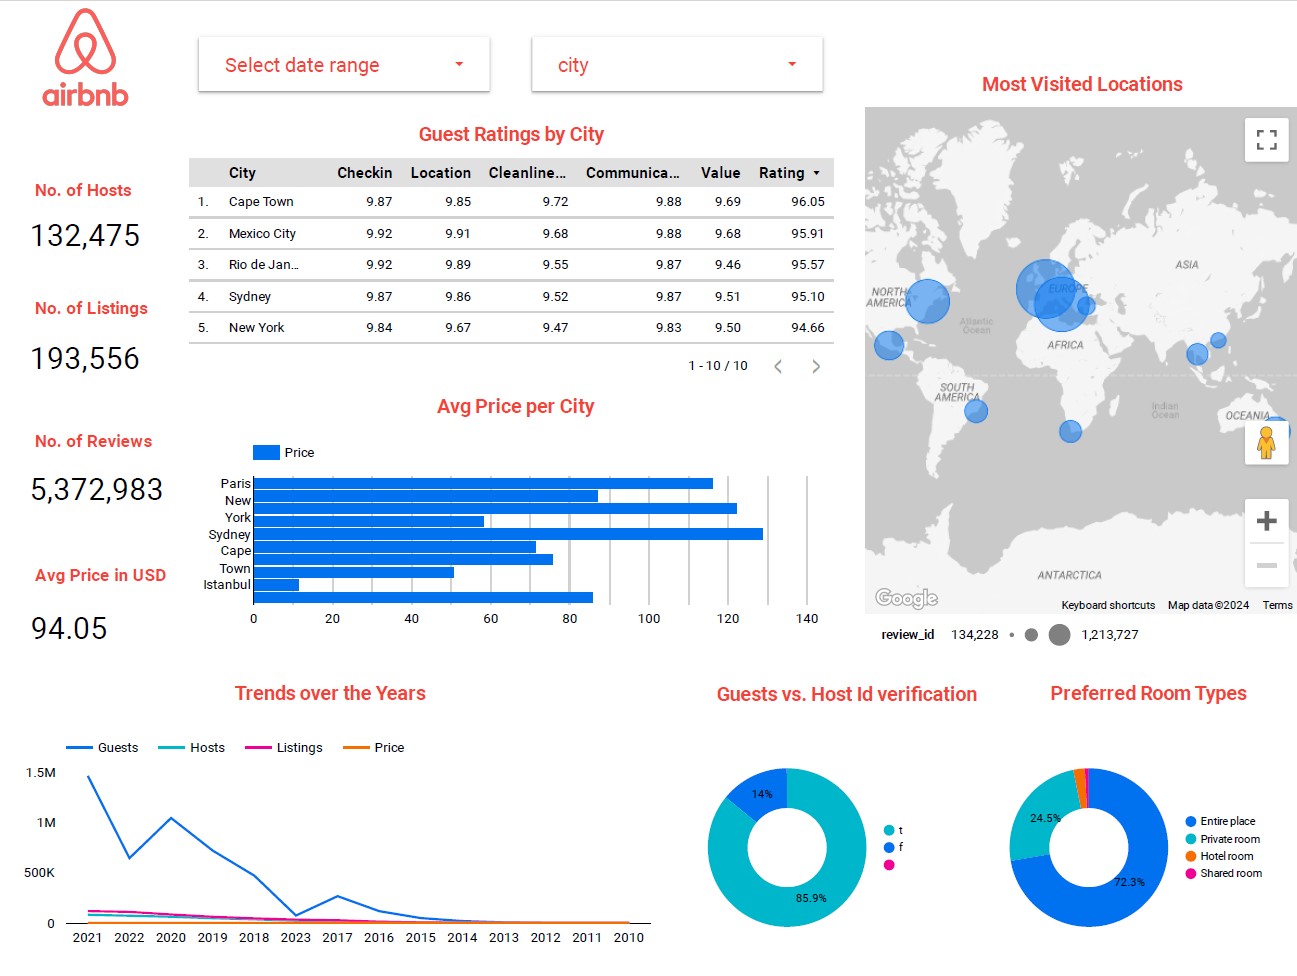 airbnb
Select date range
city
No. of Hosts
132,475
No. of Listings
193,556
No. of Reviews
5,372,983
Avg Price in USD
94.05
Guest Ratings by City
City Checkin Location Cleanline... Communica... Value Rating
1. Cape Town 9.87 9.85 9.72 9.88 9.69 96.05
2. Mexico City 9.92 9.91 9.68 9.88 9.68 95.91
3. Rio de Jan... 9.92 9.89 9.55 9.87 9.46 95.57
4. Sydney 9.87 9.86 9.52 9.87 9.51 95.10
5. New York 9.84 9.67 9.47 9.83 9.50 94.66
1 - 10 / 10
Avg Price per City
Price
Paris
New
York
Sydney
Cape
Town
Istanbul
0 20 40 60 80 100 120 140
Most Visited Locations
NORTH
AMERICA
EUROPE
ASIA
Atlantic
Ocean
AFRICA
SOUTH
AMERICA
Indian
Ocean
OCEANIA
ANTARCTICA
Google
Keyboard shortcuts Map data ©2024 Terms
review_id 134,228 1,213,727
Trends over the Years
Guests Hosts Listings Price
1.5M
1M
500K
0
2021 2022 2020 2019 2018 2023 2017 2016 2015 2014 2013 2012 2011 2010
Guests vs. Host Id verification
14%
85.9%
t
f
Preferred Room Types
24.5%
72.3%
Entire place
Private room
Hotel room
Shared room